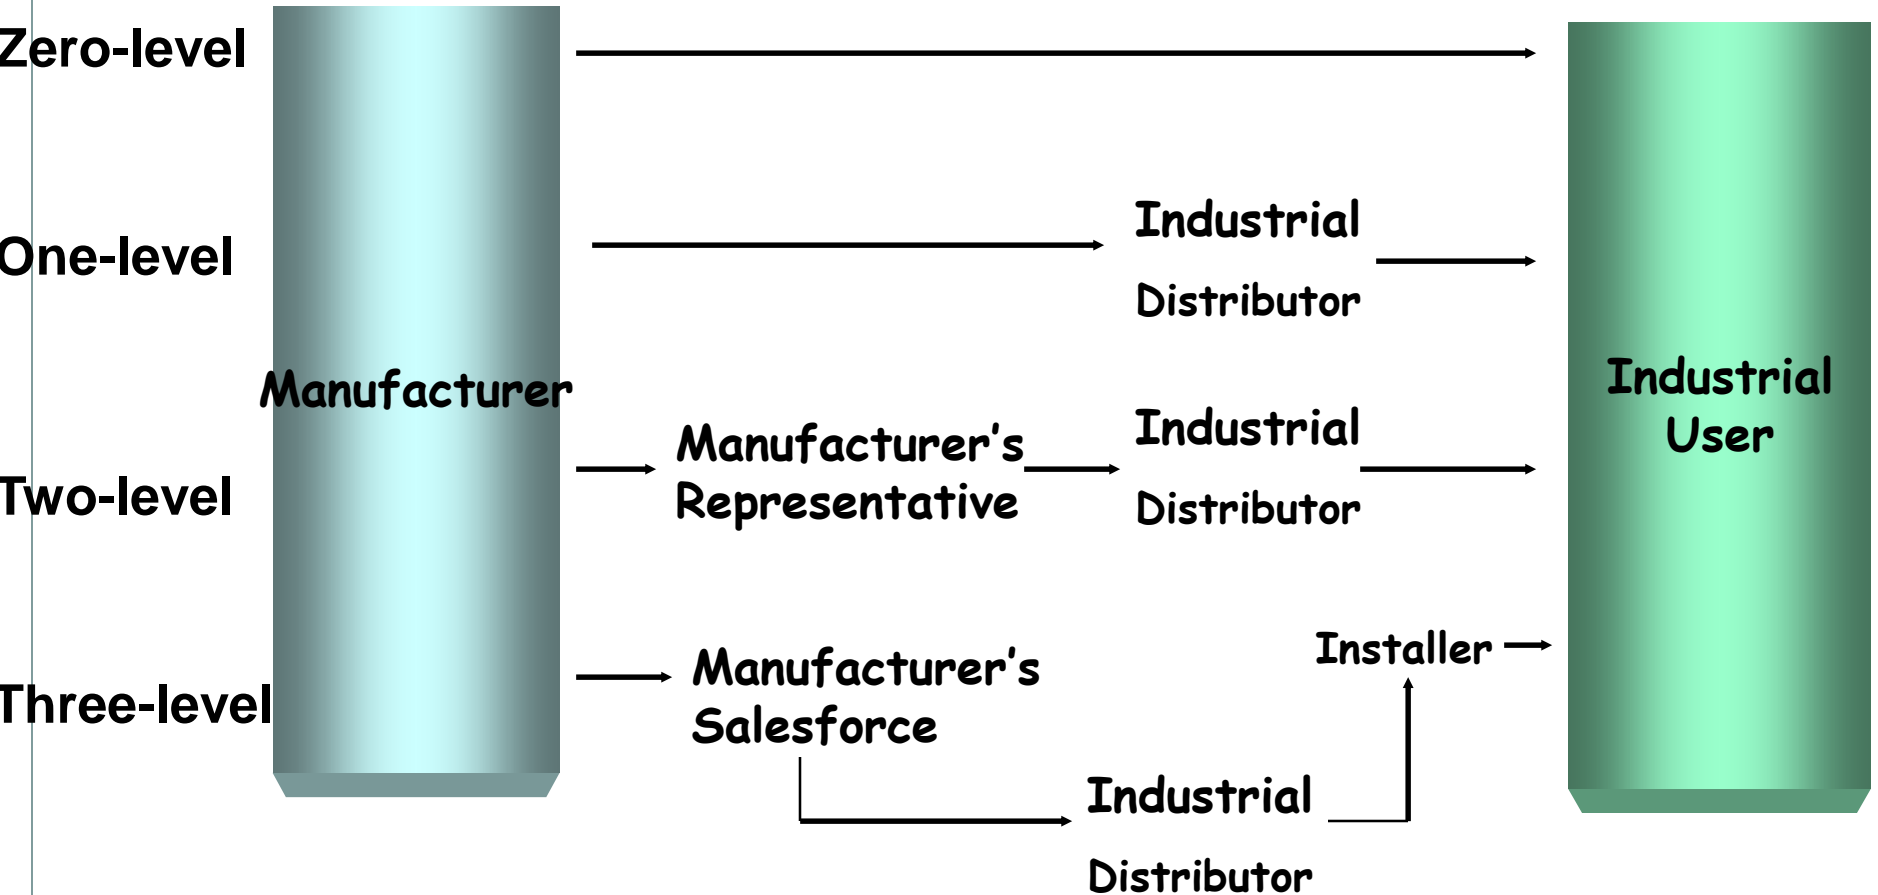 Zero-level
One-level
Industrial
Distributor
Manufacturer
Industrial
User
Two-level
Manufacturer’s
Representative
Industrial
Distributor
Three-level
Manufacturer’s
Salesforce
Industrial
Distributor
Installer